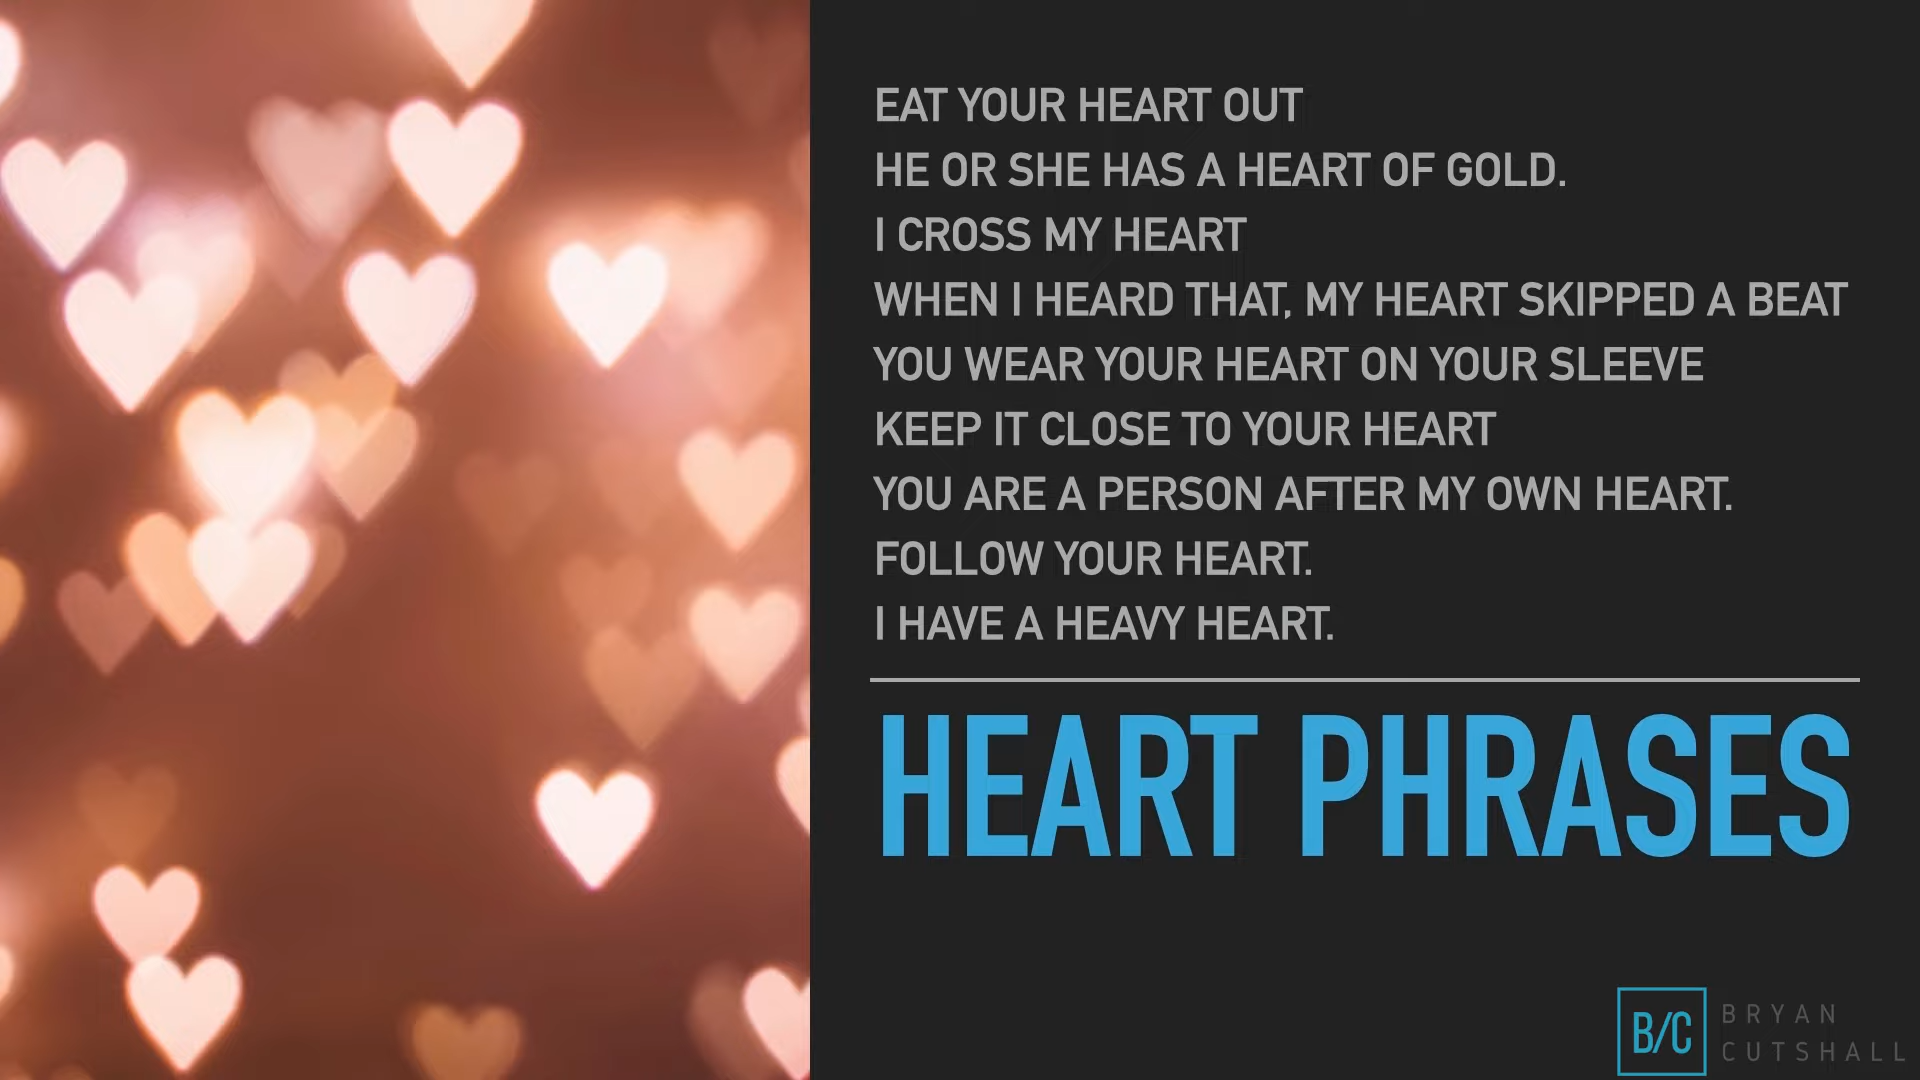 EAT YOUR HEART OUT
HE OR SHE HAS A HEART OF GOLD.
I CROSS MY HEART
WHEN I HEARD THAT, MY HEART SKIPPED A BEAT
YOU WEAR YOUR HEART ON YOUR SLEEVE
KEEP IT CLOSE TO YOUR HEART
YOU ARE A PERSON AFTER MY OWN HEART.
FOLLOW YOUR HEART.
I HAVE A HEAVY HEART.
HEART PHRASES
B/C
BRYAN
CUTSHALL